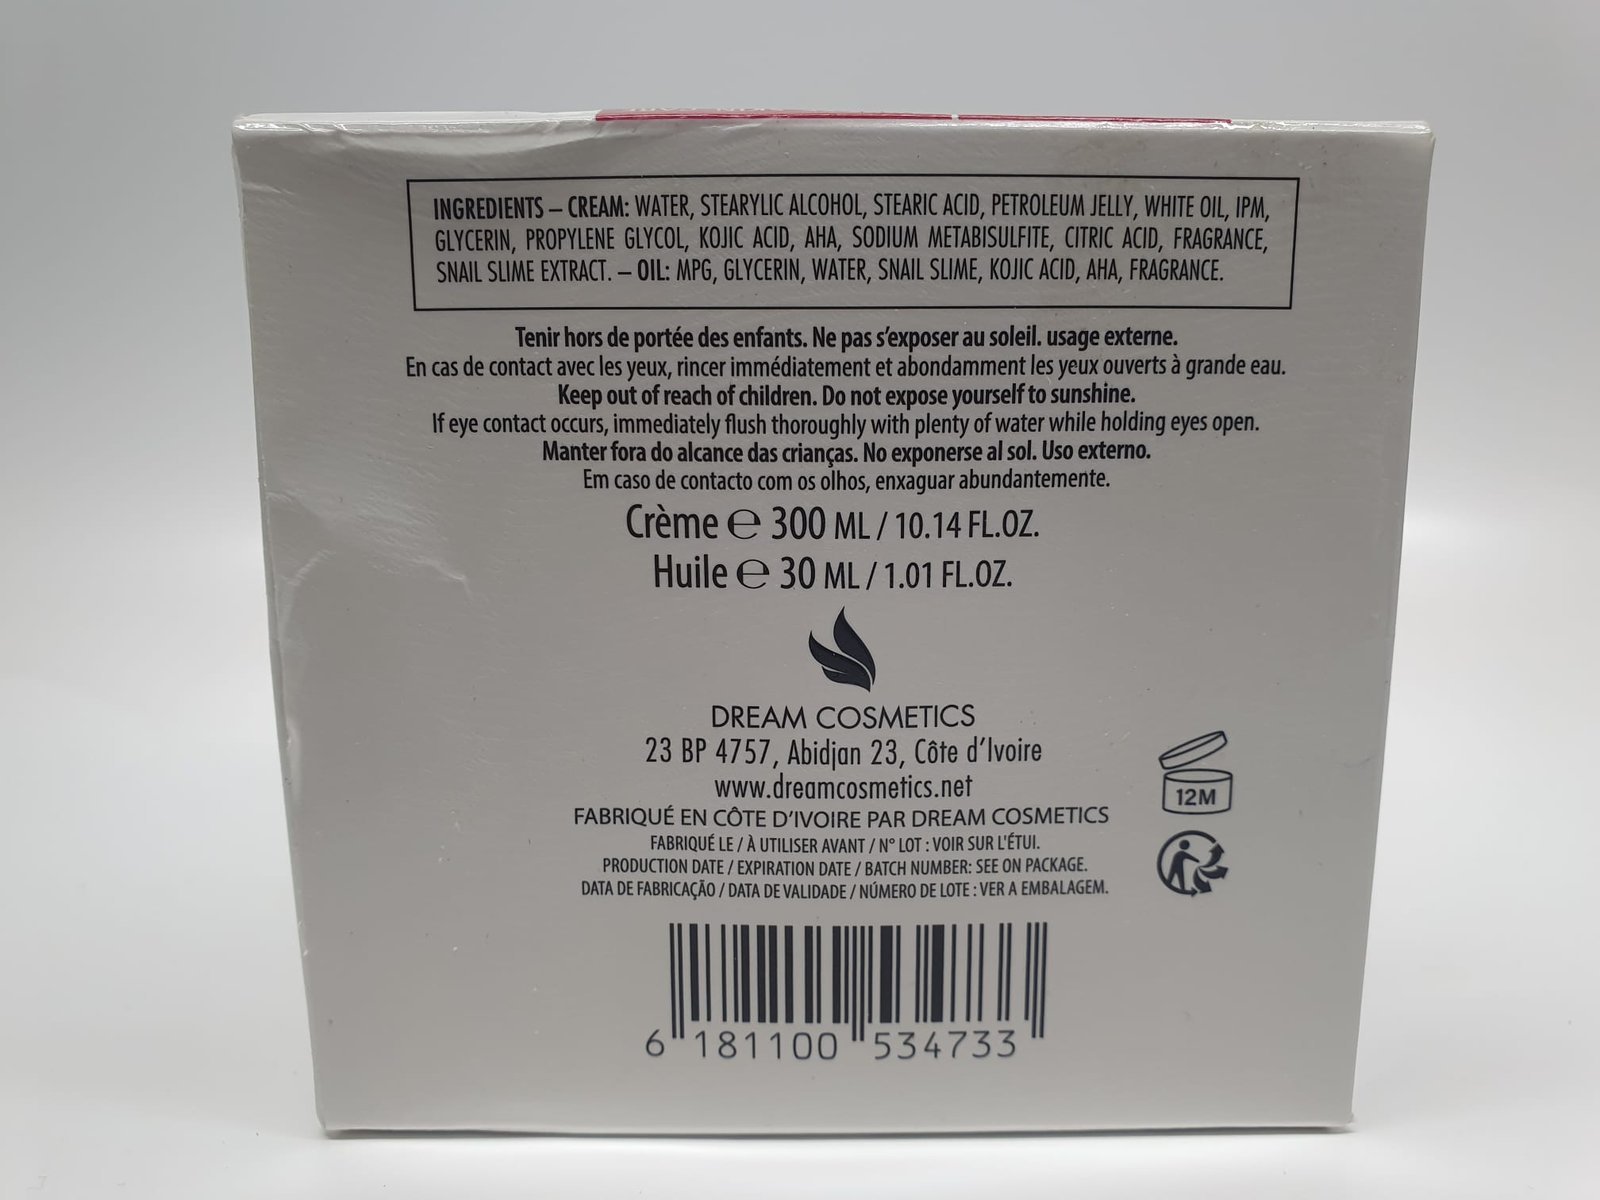 INGREDIENTS – CREAM: WATER, STEARYLIC ALCOHOL, STEARIC ACID, PETROLEUM JELLY, WHITE OIL, IPM,
GLYCERIN, PROPYLENE GLYCOL, KOJIC ACID, AHA, SODIUM METABISULFITE, CITRIC ACID, FRAGRANCE,
SNAIL SLIME EXTRACT. – OIL: MPG, GLYCERIN, WATER, SNAIL SLIME, KOJIC ACID, AHA, FRAGRANCE.
Tenir hors de portée des enfants. Ne pas s'exposer au soleil. usage externe.
En cas de contact avec les yeux, rincer immédiatement et abondamment les yeux ouverts à grande eau.
Keep out of reach of children. Do not expose yourself to sunshine.
If eye contact occurs, immediately flush thoroughly with plenty of water while holding eyes open.
Manter fora do alcance das crianças. No exponerse al sol. Uso externo.
Em caso de contacto com os olhos, enxaguar abundantemente.
Crème ℮ 300 ML / 10.14 FL.OZ.
Huile ℮ 30 ML / 1.01 FL.OZ.
DREAM COSMETICS
23 BP 4757, Abidjan 23, Côte d'Ivoire
www.dreamcosmetics.net
12M
FABRIQUÉ EN CÔTE D'IVOIRE PAR DREAM COSMETICS
FABRIQUÉ LE / À UTILISER AVANT / N° LOT : VOIR SUR L'ÉTUI.
PRODUCTION DATE / EXPIRATION DATE / BATCH NUMBER: SEE ON PACKAGE.
DATA DE FABRICAÇÃO / DATA DE VALIDADE / NÚMERO DE LOTE : VER A EMBALAGEM.
6 181100 534733